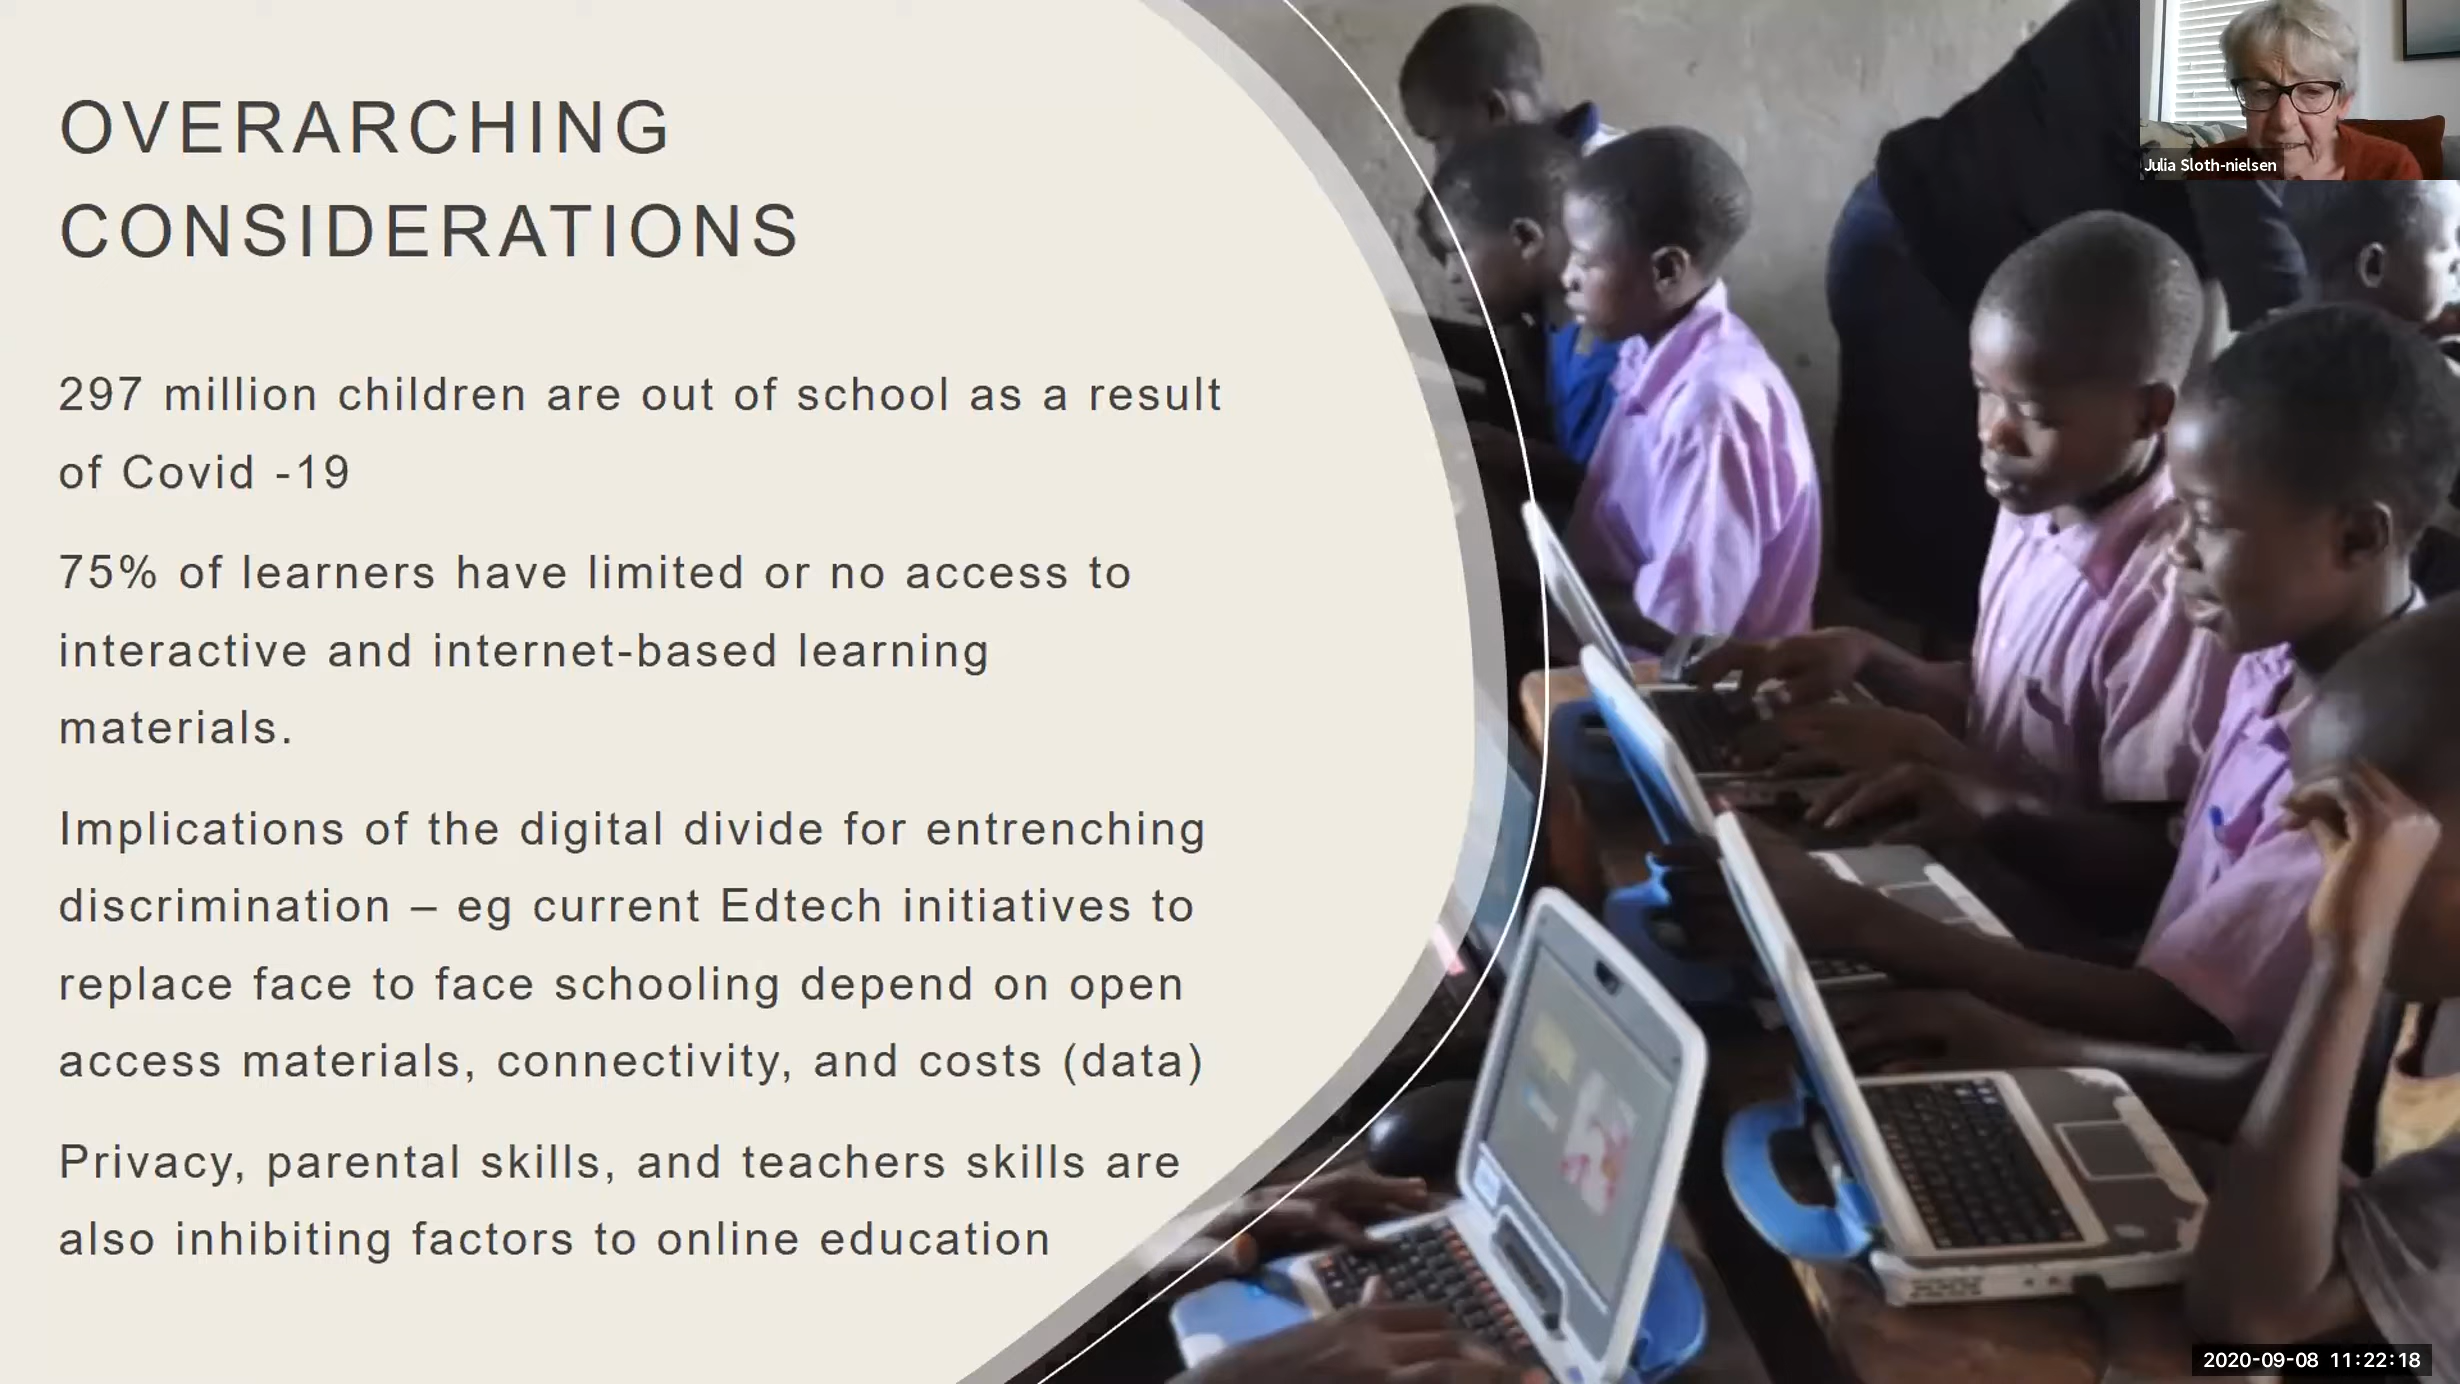 OVERARCHING
CONSIDERATIONS
297 million children are out of school as a result
of Covid -19
75% of learners have limited or no access to
interactive and internet-based learning
materials.
Implications of the digital divide for entrenching
discrimination – eg current Edtech initiatives to
replace face to face schooling depend on open
access materials, connectivity, and costs (data)
Privacy, parental skills, and teachers skills are
also inhibiting factors to online education
Julia Sloth-nielsen
2020-09-08 11:22:18